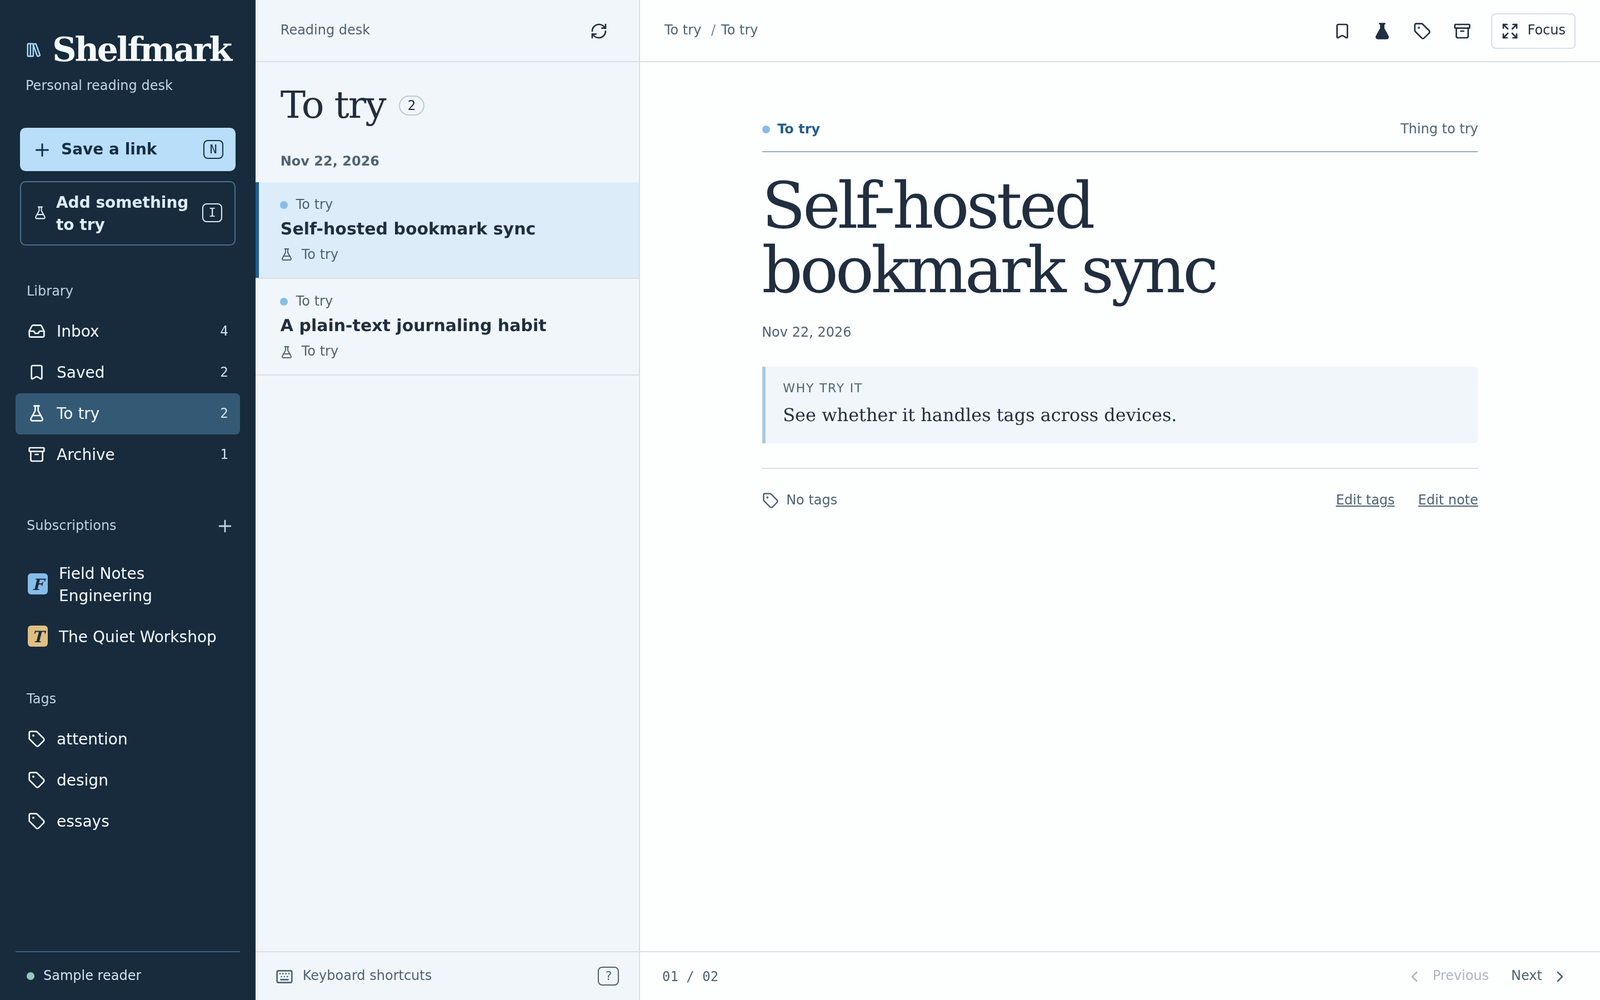 Shelfmark
Personal reading desk
Save a link N
Add something
to try I
Library
Inbox 4
Saved 2
To try 2
Archive 1
Subscriptions
F Field Notes
Engineering
T The Quiet Workshop
Tags
attention
design
essays
Sample reader
Reading desk
To try 2
Nov 22, 2026
To try
Self-hosted bookmark sync
To try
To try
A plain-text journaling habit
To try
Keyboard shortcuts ?
To try / To try
Focus
To try Thing to try
Self-hosted
bookmark sync
Nov 22, 2026
WHY TRY IT
See whether it handles tags across devices.
No tags Edit tags Edit note
01 / 02 Previous Next